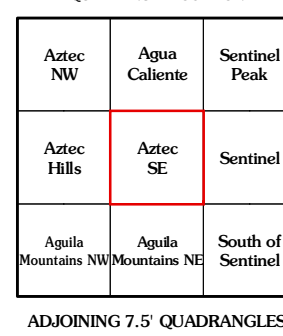 Aztec Agua Sentinel
NW Caliente Peak
Aztec Aztec Sentinel
Hills SE
Aguila Aguila South of
Mountains NW Mountains NE Sentinel
ADJOINING 7.5' QUADRANGLES